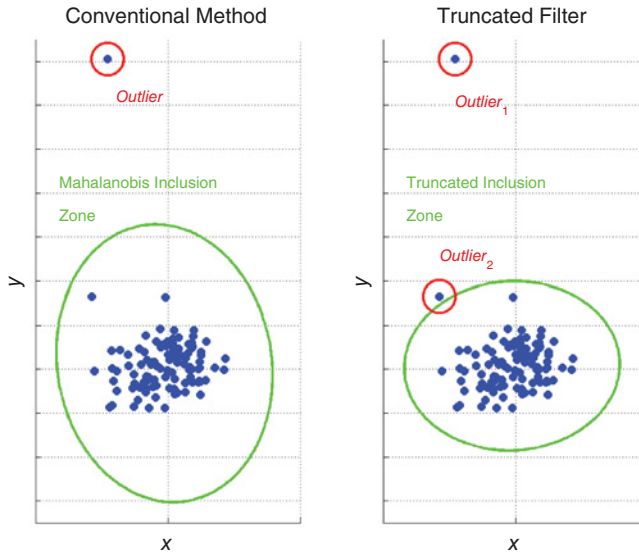 Conventional Method
Outlier
Mahalanobis Inclusion
Zone
y
x
Truncated Filter
Outlier₁
Truncated Inclusion
Zone
Outlier₂
y
x